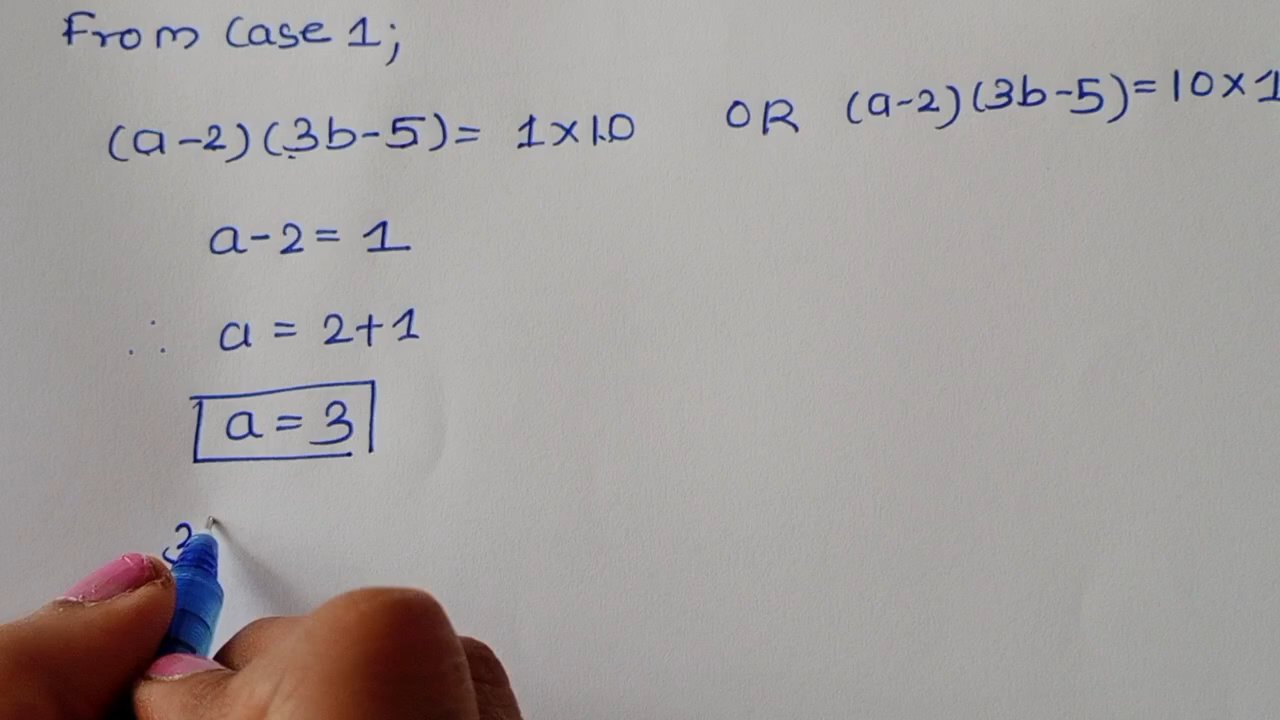 From Case 1;
(a-2)(3b-5)= 1×10 OR (a-2)(3b-5)=10×1
a-2= 1
∴ a = 2+1
a = 3
3